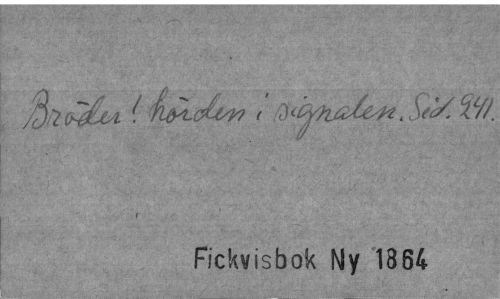 Bröder! hörden i signalen. Sid. 241.
Fickvisbok Ny 1864